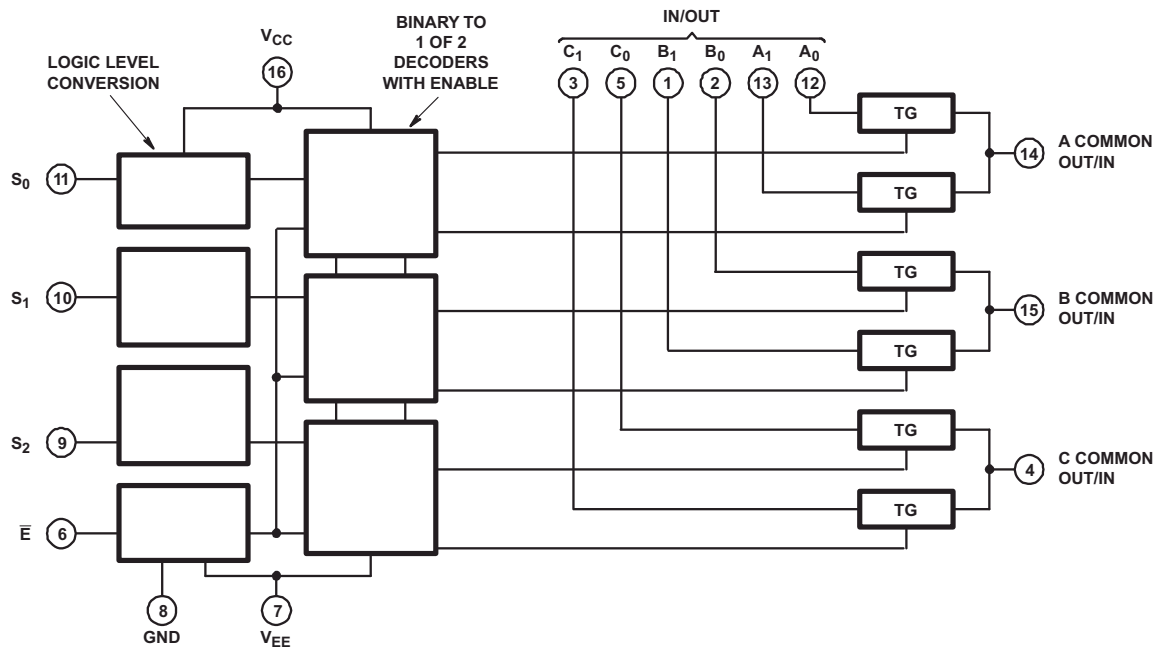 IN/OUT
BINARY TO
1 OF 2
DECODERS
WITH ENABLE
VCC
LOGIC LEVEL
CONVERSION
16
C1 C0 B1 B0 A1 A0
3 5 1 2 13 12
TG
A COMMON
OUT/IN
14
S0 11
TG
TG
B COMMON
OUT/IN
15
S1 10
TG
TG
C COMMON
OUT/IN
4
S2 9
TG
E̅ 6
8
GND
7
VEE